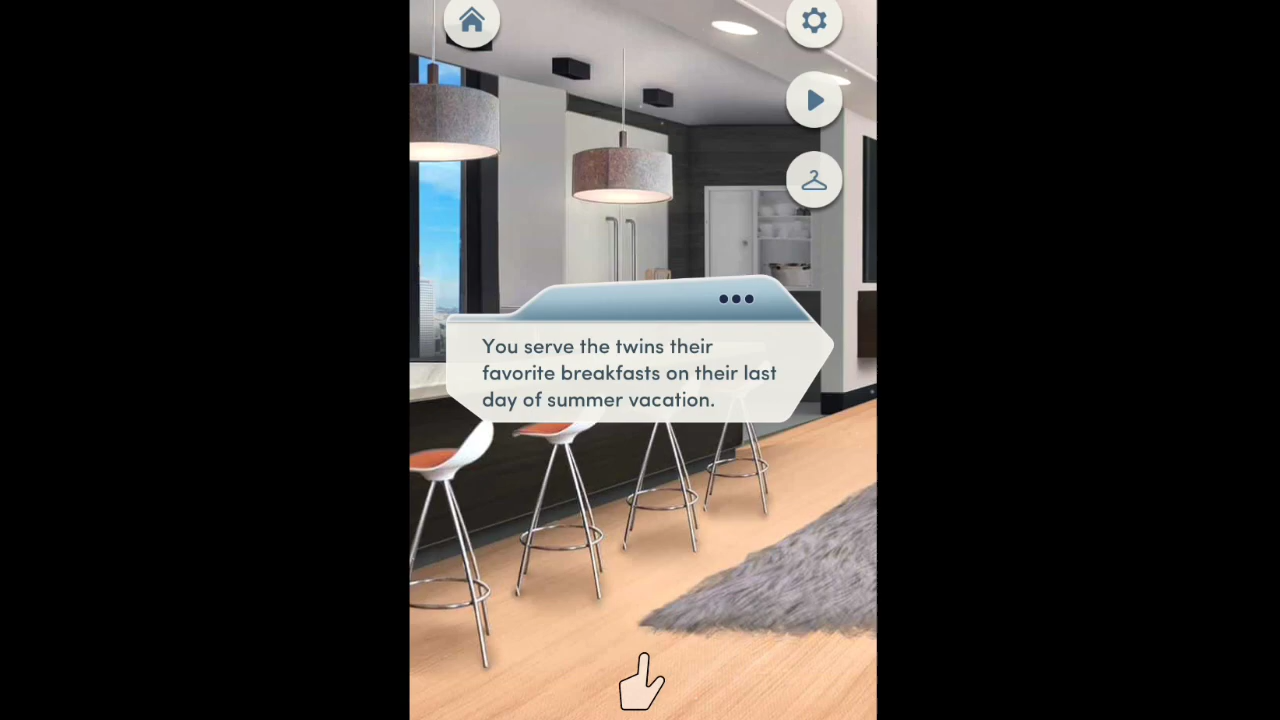 You serve the twins their
favorite breakfasts on their last
day of summer vacation.